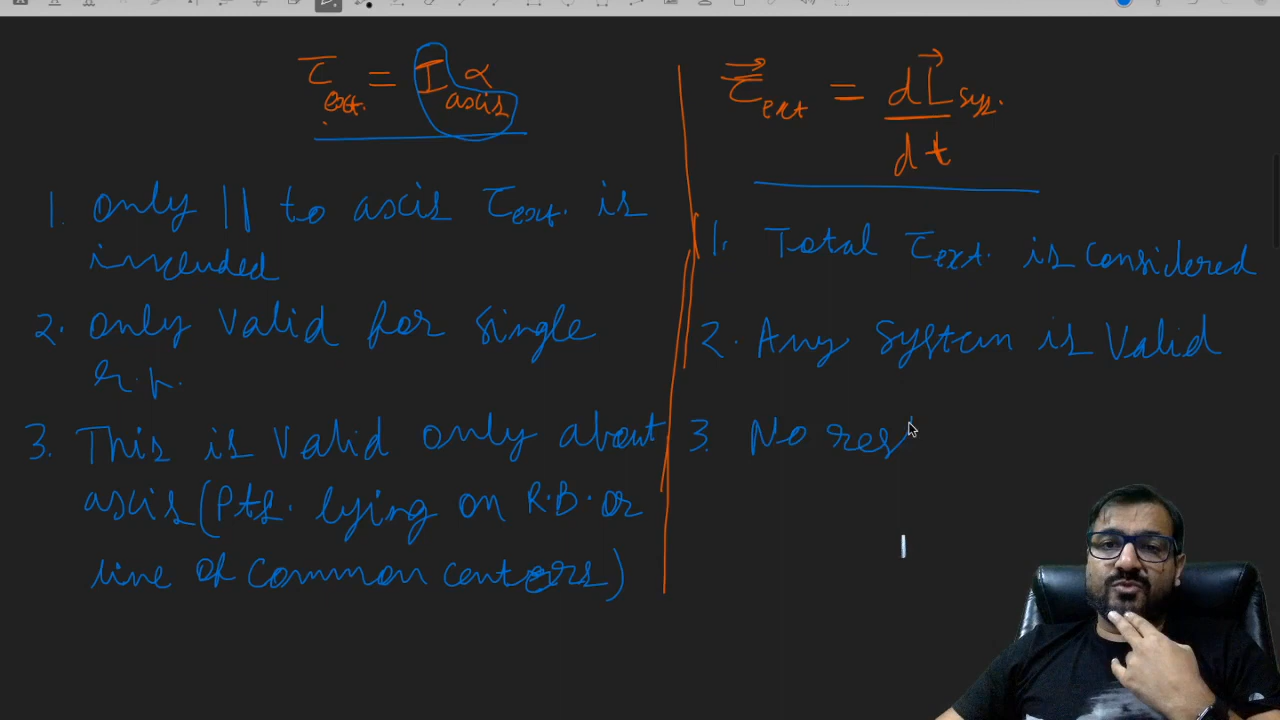 τext. = I axis α
1. only || to axis τext. is
included
2. only valid for single
r.b.
3. This is valid only about
axis (Pts. lying on R.B. or
line of common centers)
τ⃗ext = dL⃗sys. / dt
1. Total τext. is considered
2. Any system is valid
3. No res